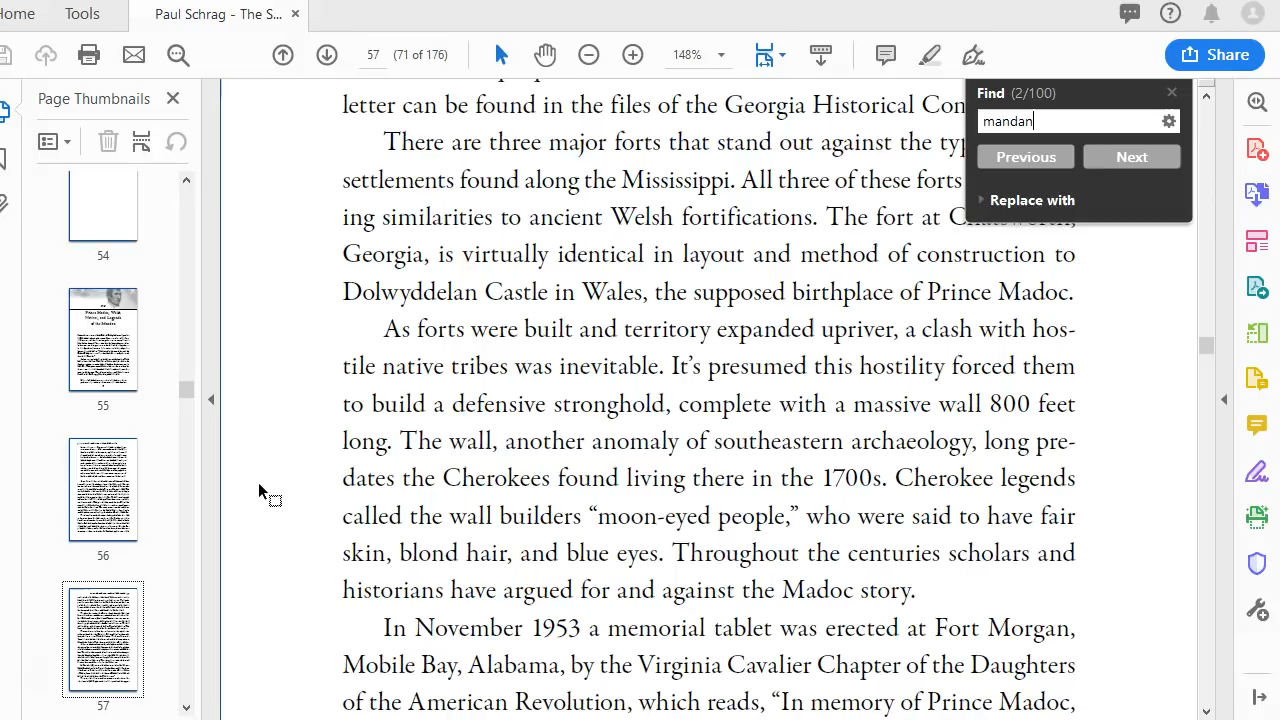 Home
Tools
Paul Schrag - The S...
57
(71 of 176)
148%
Share
Page Thumbnails
54
55
56
57
Find (2/100)
mandan
Previous
Next
Replace with
letter can be found in the files of the Georgia Historical Con
There are three major forts that stand out against the typ
settlements found along the Mississippi. All three of these forts
ing similarities to ancient Welsh fortifications. The fort at Chatsworth,
Georgia, is virtually identical in layout and method of construction to
Dolwyddelan Castle in Wales, the supposed birthplace of Prince Madoc.
As forts were built and territory expanded upriver, a clash with hos-
tile native tribes was inevitable. It’s presumed this hostility forced them
to build a defensive stronghold, complete with a massive wall 800 feet
long. The wall, another anomaly of southeastern archaeology, long pre-
dates the Cherokees found living there in the 1700s. Cherokee legends
called the wall builders “moon-eyed people,” who were said to have fair
skin, blond hair, and blue eyes. Throughout the centuries scholars and
historians have argued for and against the Madoc story.
In November 1953 a memorial tablet was erected at Fort Morgan,
Mobile Bay, Alabama, by the Virginia Cavalier Chapter of the Daughters
of the American Revolution, which reads, “In memory of Prince Madoc,